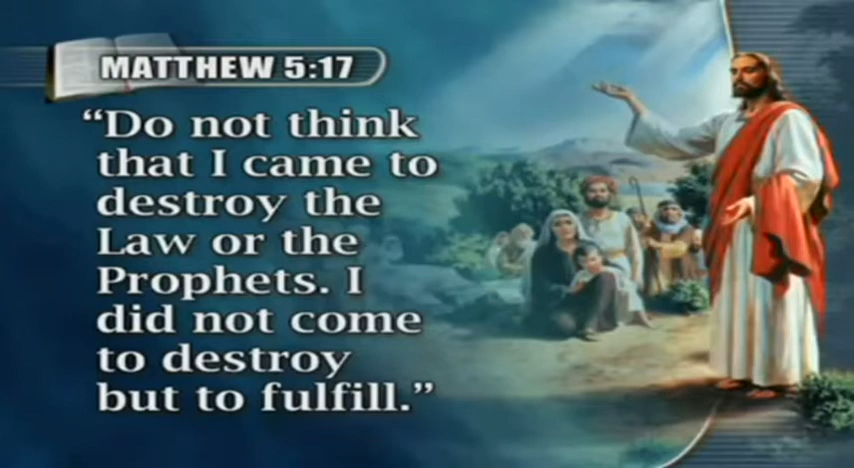 MATTHEW 5:17
“Do not think
that I came to
destroy the
Law or the
Prophets. I
did not come
to destroy
but to fulfill.”